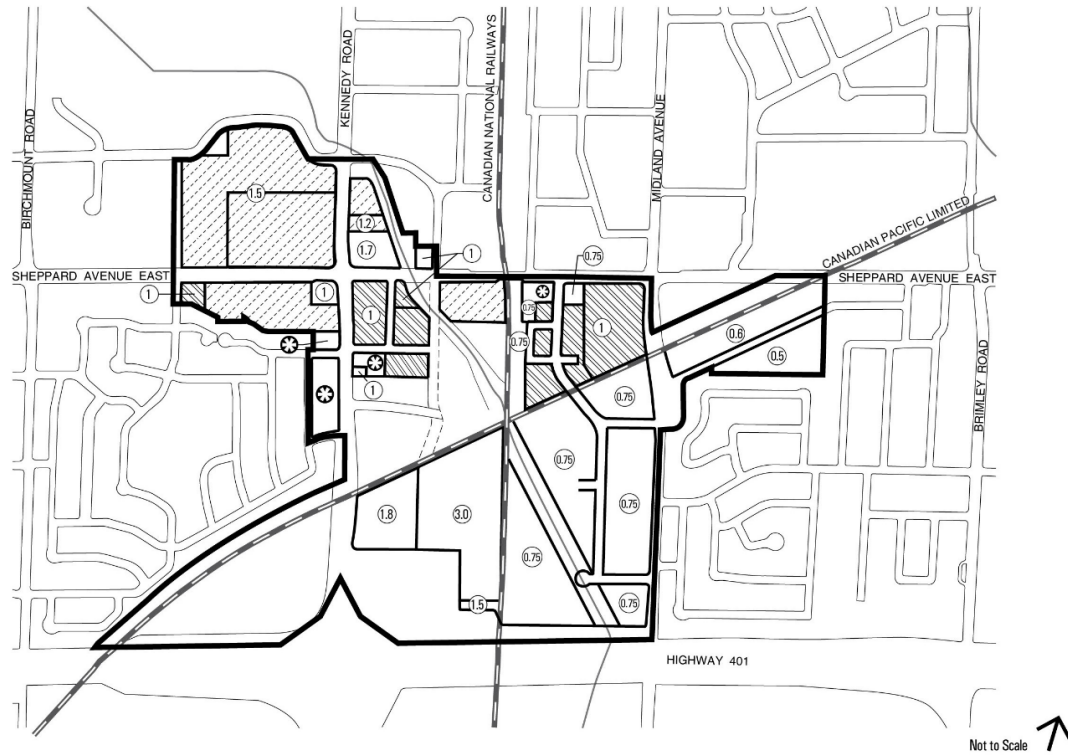 BIRCHMOUNT ROAD
KENNEDY ROAD
CANADIAN NATIONAL RAILWAYS
MIDLAND AVENUE
CANADIAN PACIFIC LIMITED
1.5
1.2
1.7
1
0.75
SHEPPARD AVENUE EAST
SHEPPARD AVENUE EAST
1
1
1
0.75
0.75
1
0.6
0.5
1
0.75
BRIMLEY ROAD
0.75
0.75
1.8
3.0
0.75
1.5
0.75
HIGHWAY 401
Not to Scale